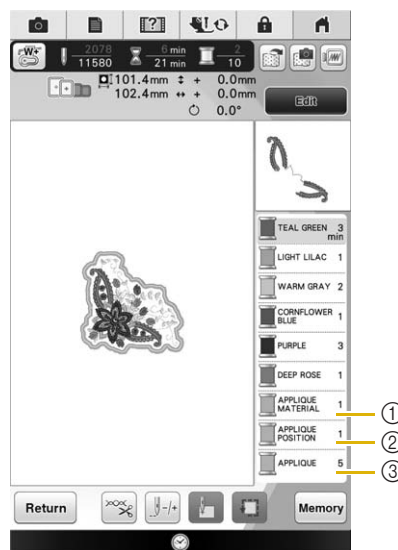 W+
2078 6 min 2
11580 21 min 10
101.4mm + 0.0mm
102.4mm + 0.0mm
0.0°
Edit
TEAL GREEN 3 min
LIGHT LILAC 1
WARM GRAY 2
CORNFLOWER BLUE 1
PURPLE 3
DEEP ROSE 1
APPLIQUE MATERIAL 1
①
APPLIQUE POSITION 1
②
APPLIQUE 5
③
Return -/+ Memory